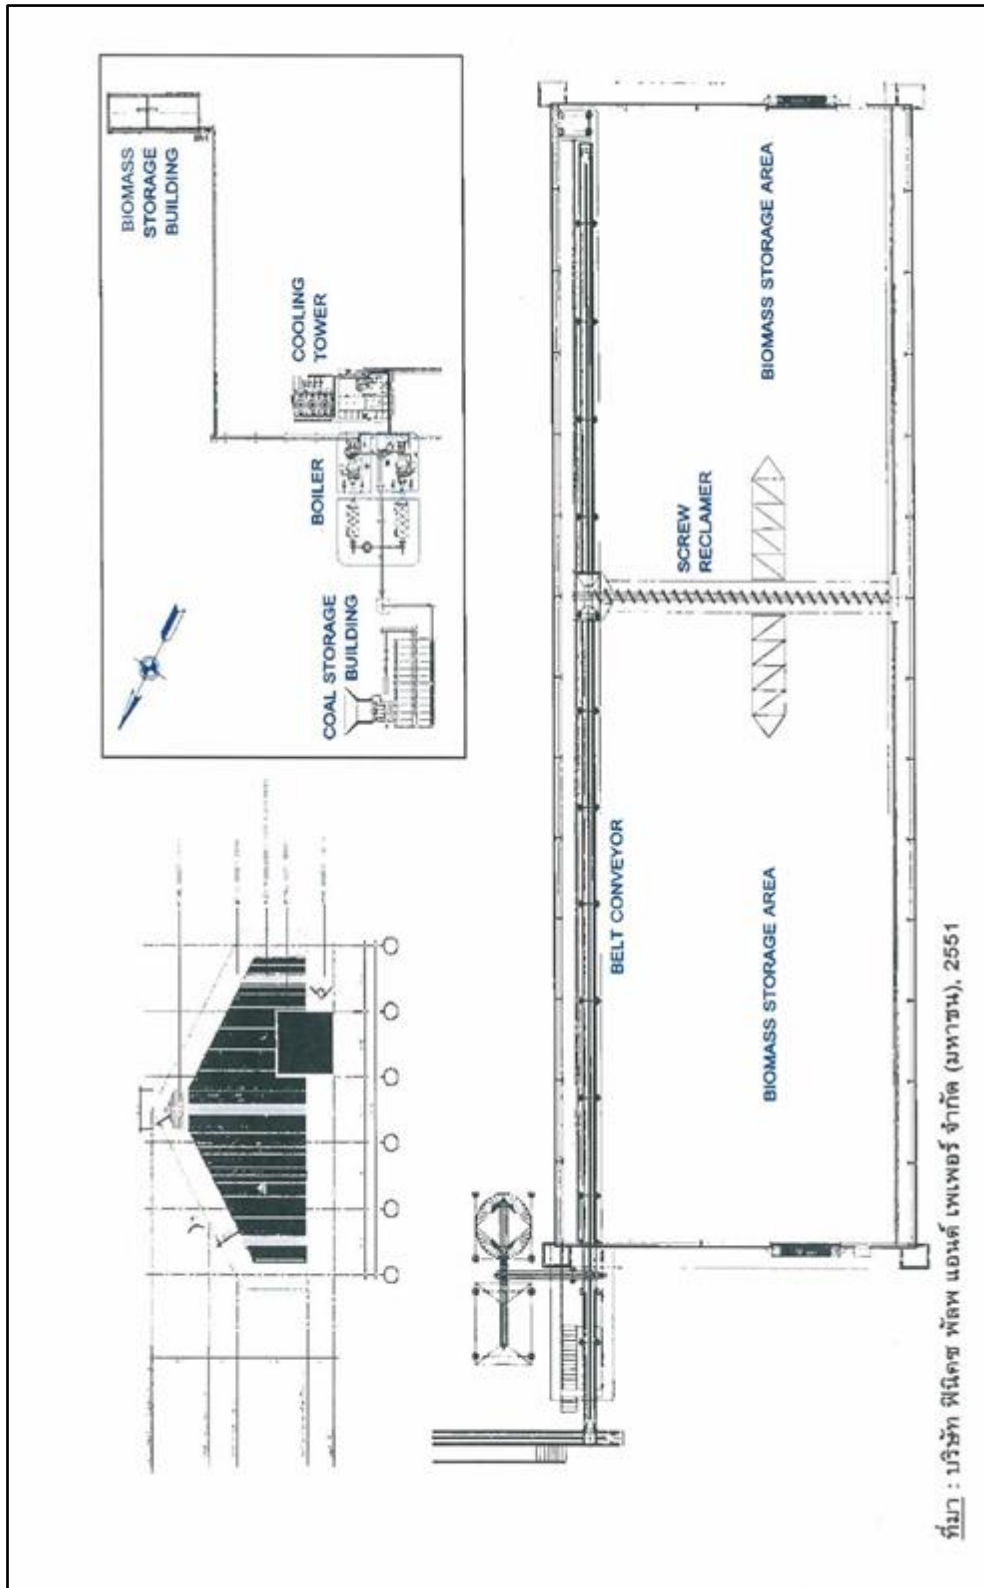 BIOMASS
STORAGE
BUILDING
COOLING
TOWER
BOILER
COAL STORAGE
BUILDING
BELT CONVEYOR
SCREW
RECLAMER
BIOMASS STORAGE AREA
BIOMASS STORAGE AREA
ที่มา : บริษัท ฟินิคซ พัลพ แอนด์ เพเพอร์ จำกัด (มหาชน), 2551